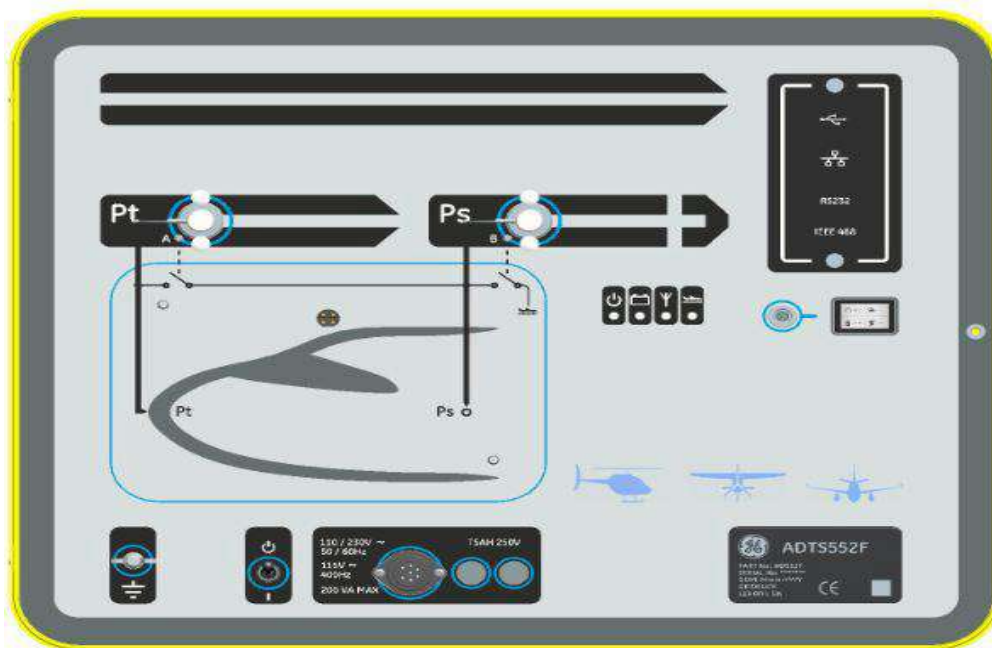 RS232
IEEE 488
Pt
A
Ps
B
Pt
Ps
110 / 230V ~
50 / 60Hz
115V ~
400Hz
200 VA MAX
T5AH 250V
GE
ADTS552F
CE